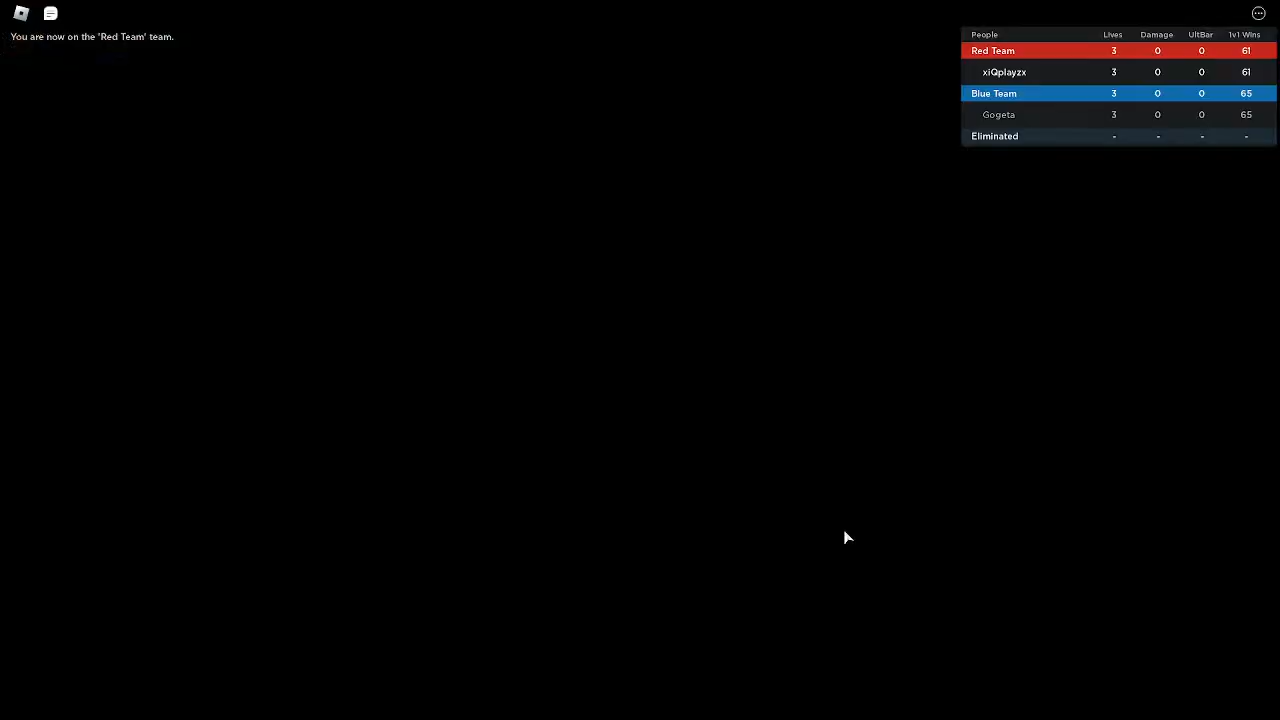 You are now on the 'Red Team' team.
People Lives Damage UltBar 1v1 Wins
Red Team 3 0 0 61
xiQplayzx 3 0 0 61
Blue Team 3 0 0 65
Gogeta 3 0 0 65
Eliminated - - - -